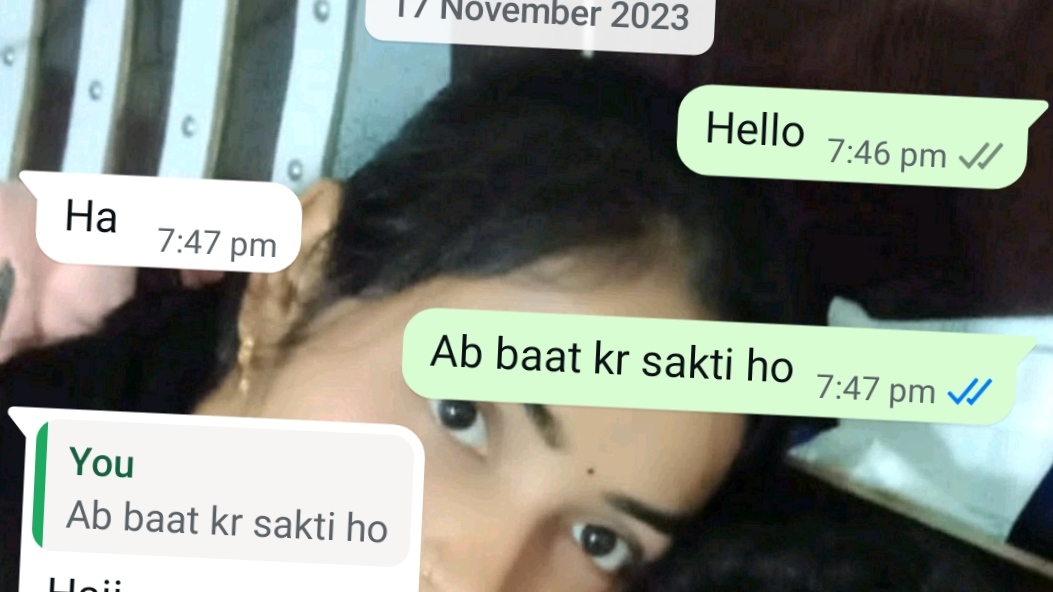 17 November 2023
Hello 7:46 pm
Ha 7:47 pm
Ab baat kr sakti ho 7:47 pm
You
Ab baat kr sakti ho
Haji